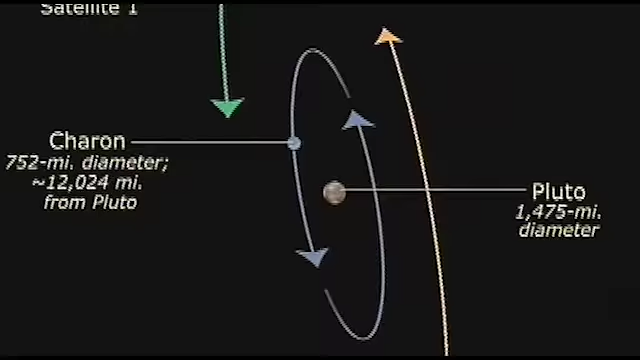 Satellite 1
Charon
752-mi. diameter;
~12,024 mi.
from Pluto
Pluto
1,475-mi.
diameter